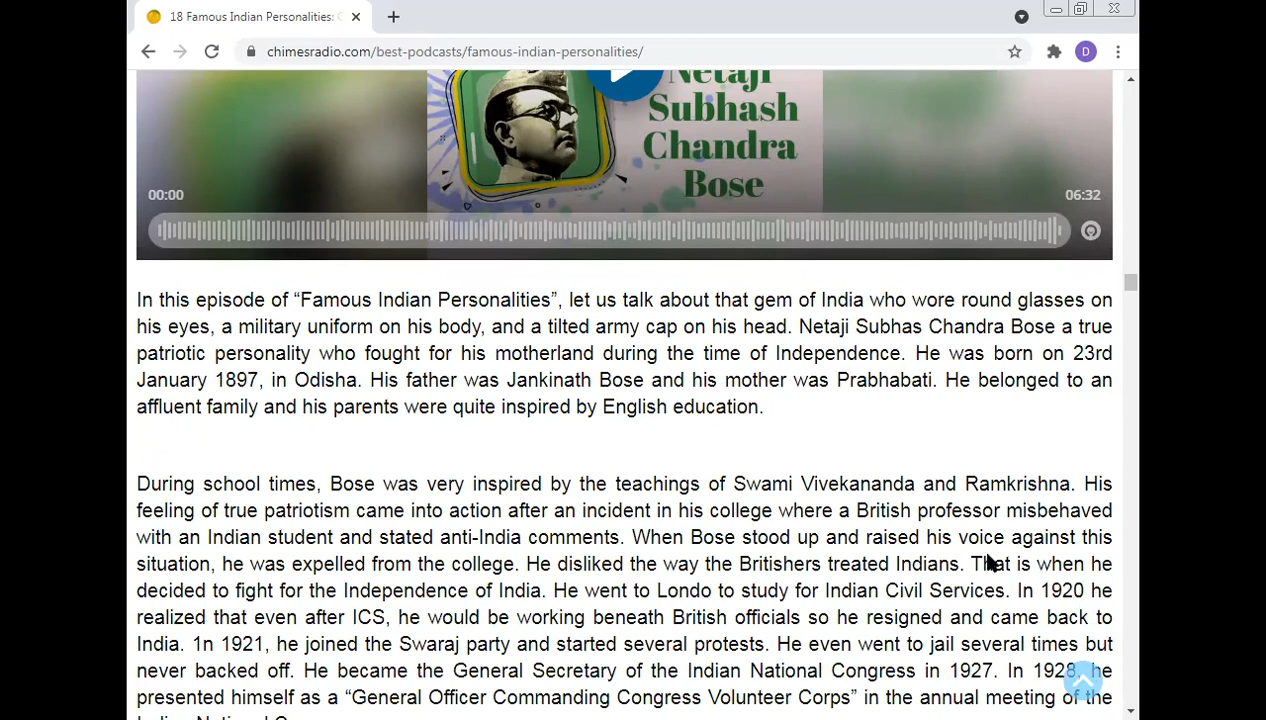 18 Famous Indian Personalities:
chimesradio.com/best-podcasts/famous-indian-personalities/
D
Netaji
Subhash
Chandra
Bose
00:00
06:32
In this episode of “Famous Indian Personalities”, let us talk about that gem of India who wore round glasses on
his eyes, a military uniform on his body, and a tilted army cap on his head. Netaji Subhas Chandra Bose a true
patriotic personality who fought for his motherland during the time of Independence. He was born on 23rd
January 1897, in Odisha. His father was Jankinath Bose and his mother was Prabhabati. He belonged to an
affluent family and his parents were quite inspired by English education.
During school times, Bose was very inspired by the teachings of Swami Vivekananda and Ramkrishna. His
feeling of true patriotism came into action after an incident in his college where a British professor misbehaved
with an Indian student and stated anti-India comments. When Bose stood up and raised his voice against this
situation, he was expelled from the college. He disliked the way the Britishers treated Indians. That is when he
decided to fight for the Independence of India. He went to Londo to study for Indian Civil Services. In 1920 he
realized that even after ICS, he would be working beneath British officials so he resigned and came back to
India. 1n 1921, he joined the Swaraj party and started several protests. He even went to jail several times but
never backed off. He became the General Secretary of the Indian National Congress in 1927. In 1928, he
presented himself as a “General Officer Commanding Congress Volunteer Corps” in the annual meeting of the